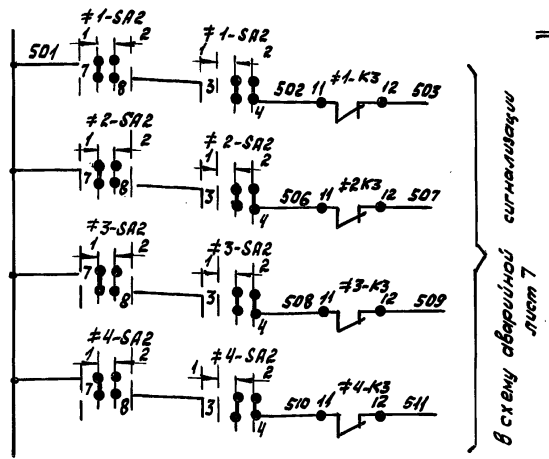 ≠1-SA2 ≠1-SA2
1 2 1 2
501 7 8 3 4 502 11 ≠1-K3 12 503
≠2-SA2 ≠2-SA2
1 2 1 2
7 8 3 4 506 11 ≠2K3 12 507
≠3-SA2 ≠3-SA2
1 2 1 2
7 8 3 4 508 11 ≠3-K3 12 509
≠4-SA2 ≠4-SA2
1 2 1 2
7 8 3 4 510 11 ≠4-K3 12 511
В схему аварийной сигнализации
лист 7